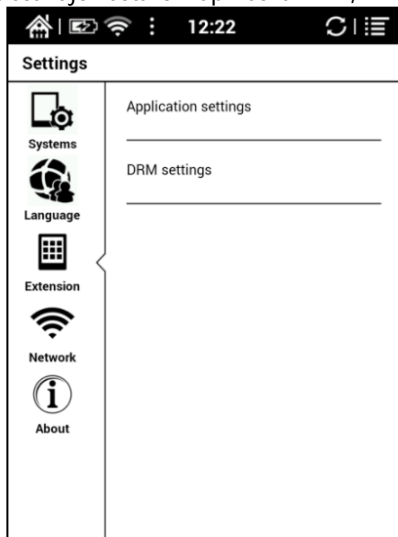 12:22
Settings
Systems
Application settings
DRM settings
Language
Extension
Network
About